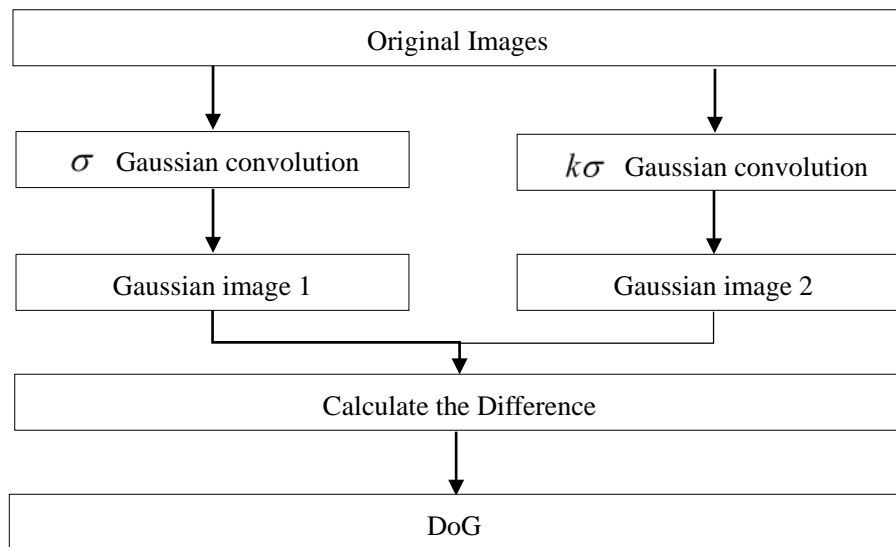 Original Images
σ Gaussian convolution
kσ Gaussian convolution
Gaussian image 1
Gaussian image 2
Calculate the Difference
DoG